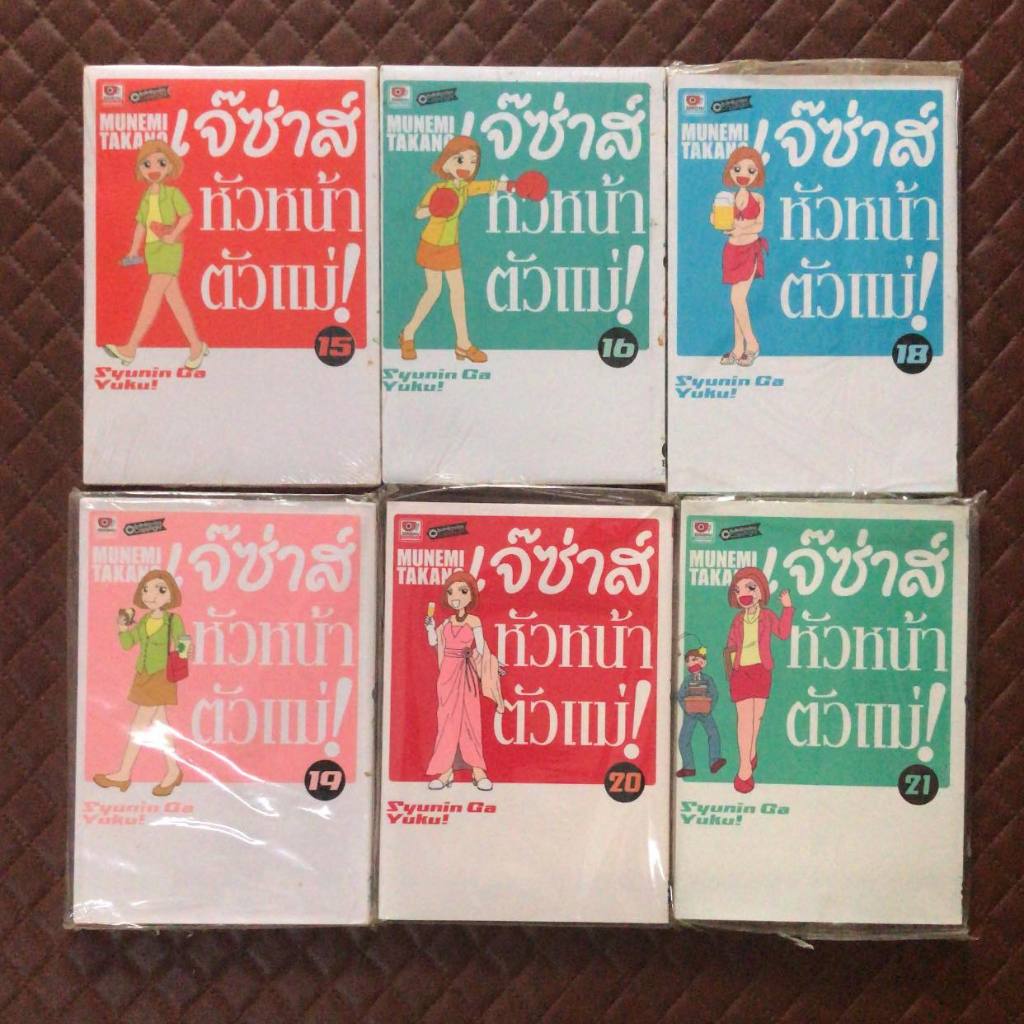 MUNEMI
TAKANO
เจ๊ซ่าส์
หัวหน้า
ตัวแม่!
15
Syunin Ga
Yuku!
MUNEMI
TAKANO
เจ๊ซ่าส์
หัวหน้า
ตัวแม่!
16
Syunin Ga
Yuku!
MUNEMI
TAKANO
เจ๊ซ่าส์
หัวหน้า
ตัวแม่!
18
Syunin Ga
Yuku!
MUNEMI
TAKANO
เจ๊ซ่าส์
หัวหน้า
ตัวแม่!
19
Syunin Ga
Yuku!
MUNEMI
TAKANO
เจ๊ซ่าส์
หัวหน้า
ตัวแม่!
20
Syunin Ga
Yuku!
MUNEMI
TAKANO
เจ๊ซ่าส์
หัวหน้า
ตัวแม่!
21
Syunin Ga
Yuku!